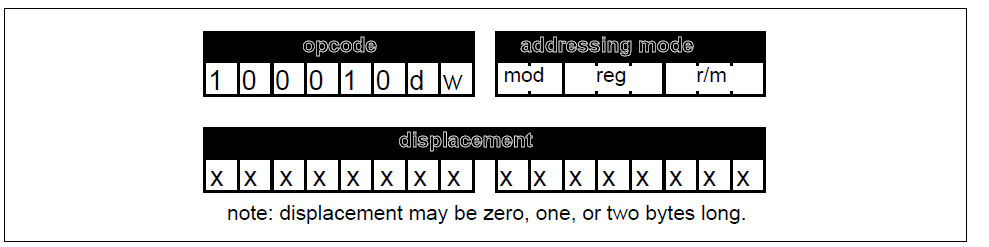 opcode addressing mode
1 0 0 0 1 0 d w mod reg r/m
displacement
x x x x x x x x x x x x x x x x
note: displacement may be zero, one, or two bytes long.